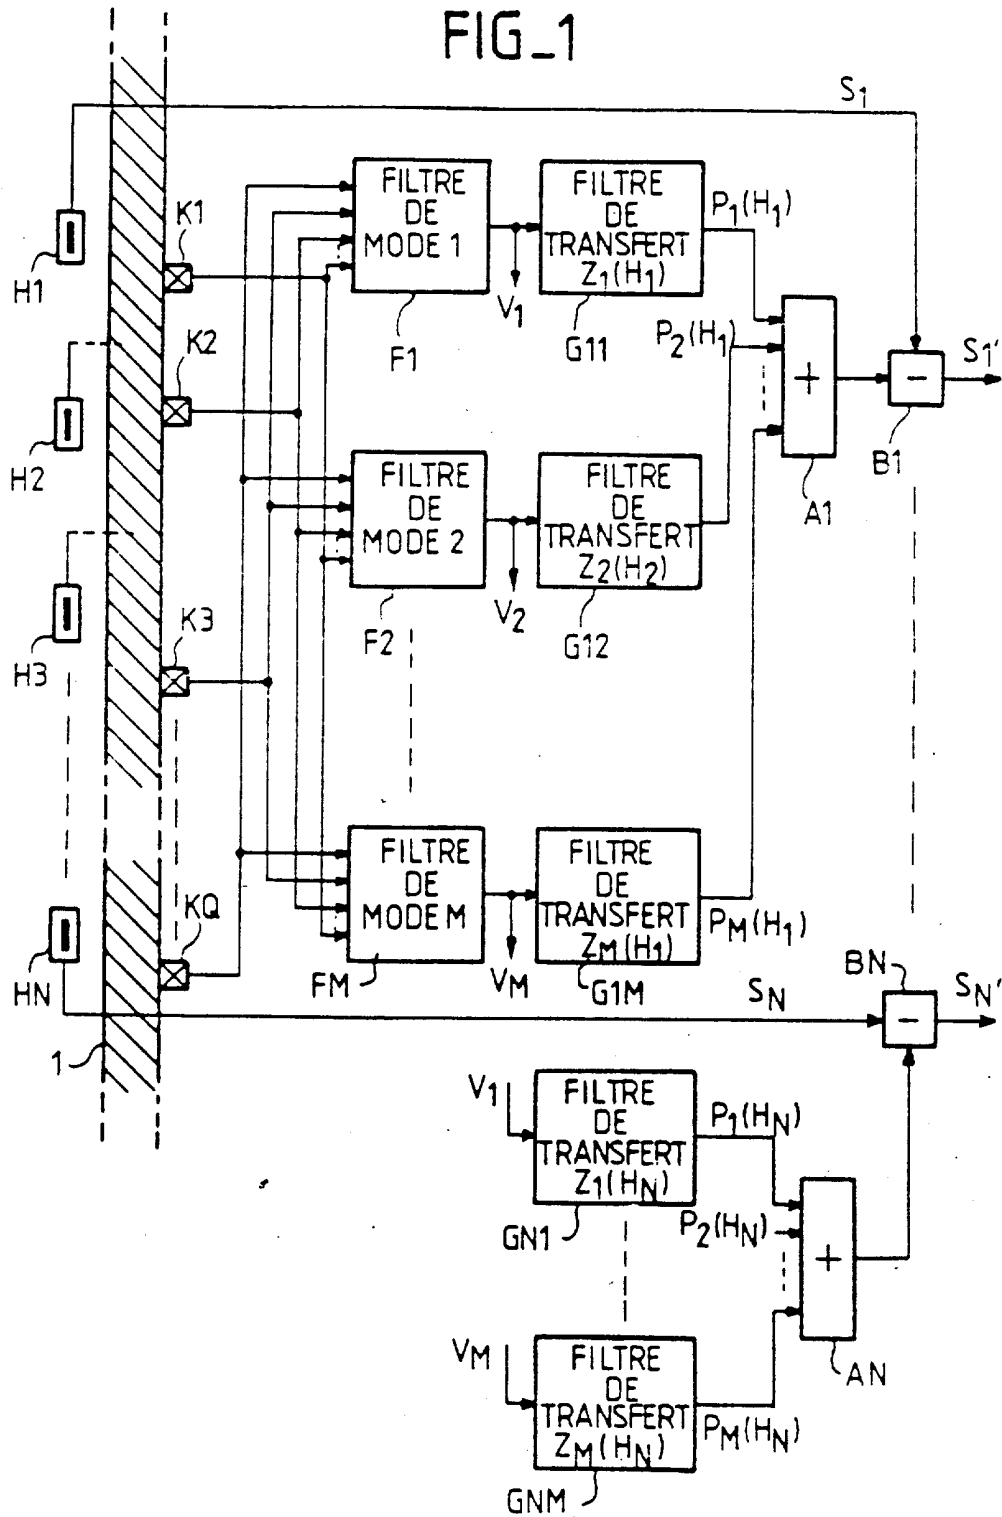 FIG_1
S1
K1
FILTRE
DE
MODE 1
FILTRE
DE
TRANSFERT
Z1(H1)
P1(H1)
H1
V1
F1
G11
P2(H1)
K2
+
−
S1'
H2
FILTRE
DE
MODE 2
FILTRE
DE
TRANSFERT
Z2(H2)
A1
B1
V2
H3
K3
F2
G12
KQ
FILTRE
DE
MODE M
FILTRE
DE
TRANSFERT
ZM(H1)
PM(H1)
HN
FM
VM
G1M
SN
BN
−
SN'
1
V1
FILTRE
DE
TRANSFERT
Z1(HN)
P1(HN)
GN1
P2(HN)
+
VM
FILTRE
DE
TRANSFERT
ZM(HN)
PM(HN)
AN
GNM